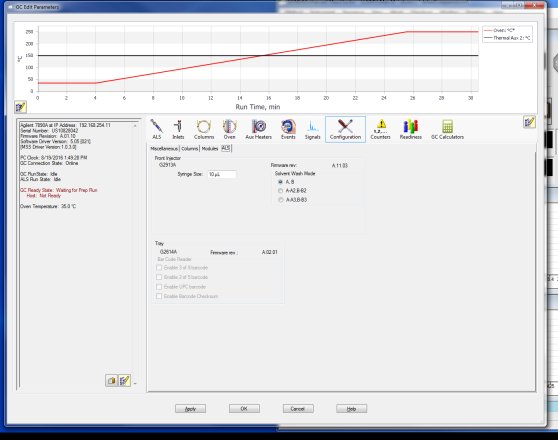 GC Edit Parameters
250
200
150
100
50
0
°C
0 2 4 6 8 10 12 14 16 18 20 22 24 26 28 30
Run Time, min
Oven: °C*
Thermal Aux 2: °C
Agilent 7890A at IP Address: 192.168.254.11
Serial Number: US10828342
Firmware Revision: A.01.10
Software Driver Version: 5.05 [021]
[MSS Driver Version=1.0.3.0]
PC Clock: 8/19/2016 1:49:28 PM
GC Connection State: Online
GC RunState: Idle
ALS Run State: Idle
GC Ready State: Waiting for Prep Run
Host: Not Ready
Oven Temperature: 35.0 °C
ALS Inlets Columns Oven Aux Heaters Events Signals Configuration Counters Readiness GC Calculators
Miscellaneous Columns Modules ALS
Front Injector
G2913A Firmware rev: A.11.03
Syringe Size: 10 µL Solvent Wash Mode
A, B
A-A2,B-B2
A-A3,B-B3
Tray
G2614A Firmware rev.: A.02.01
Bar Code Reader
Enable 3 of 9 barcode
Enable 2 of 5 barcode
Enable UPC barcode
Enable Barcode Checksum
Apply OK Cancel Help